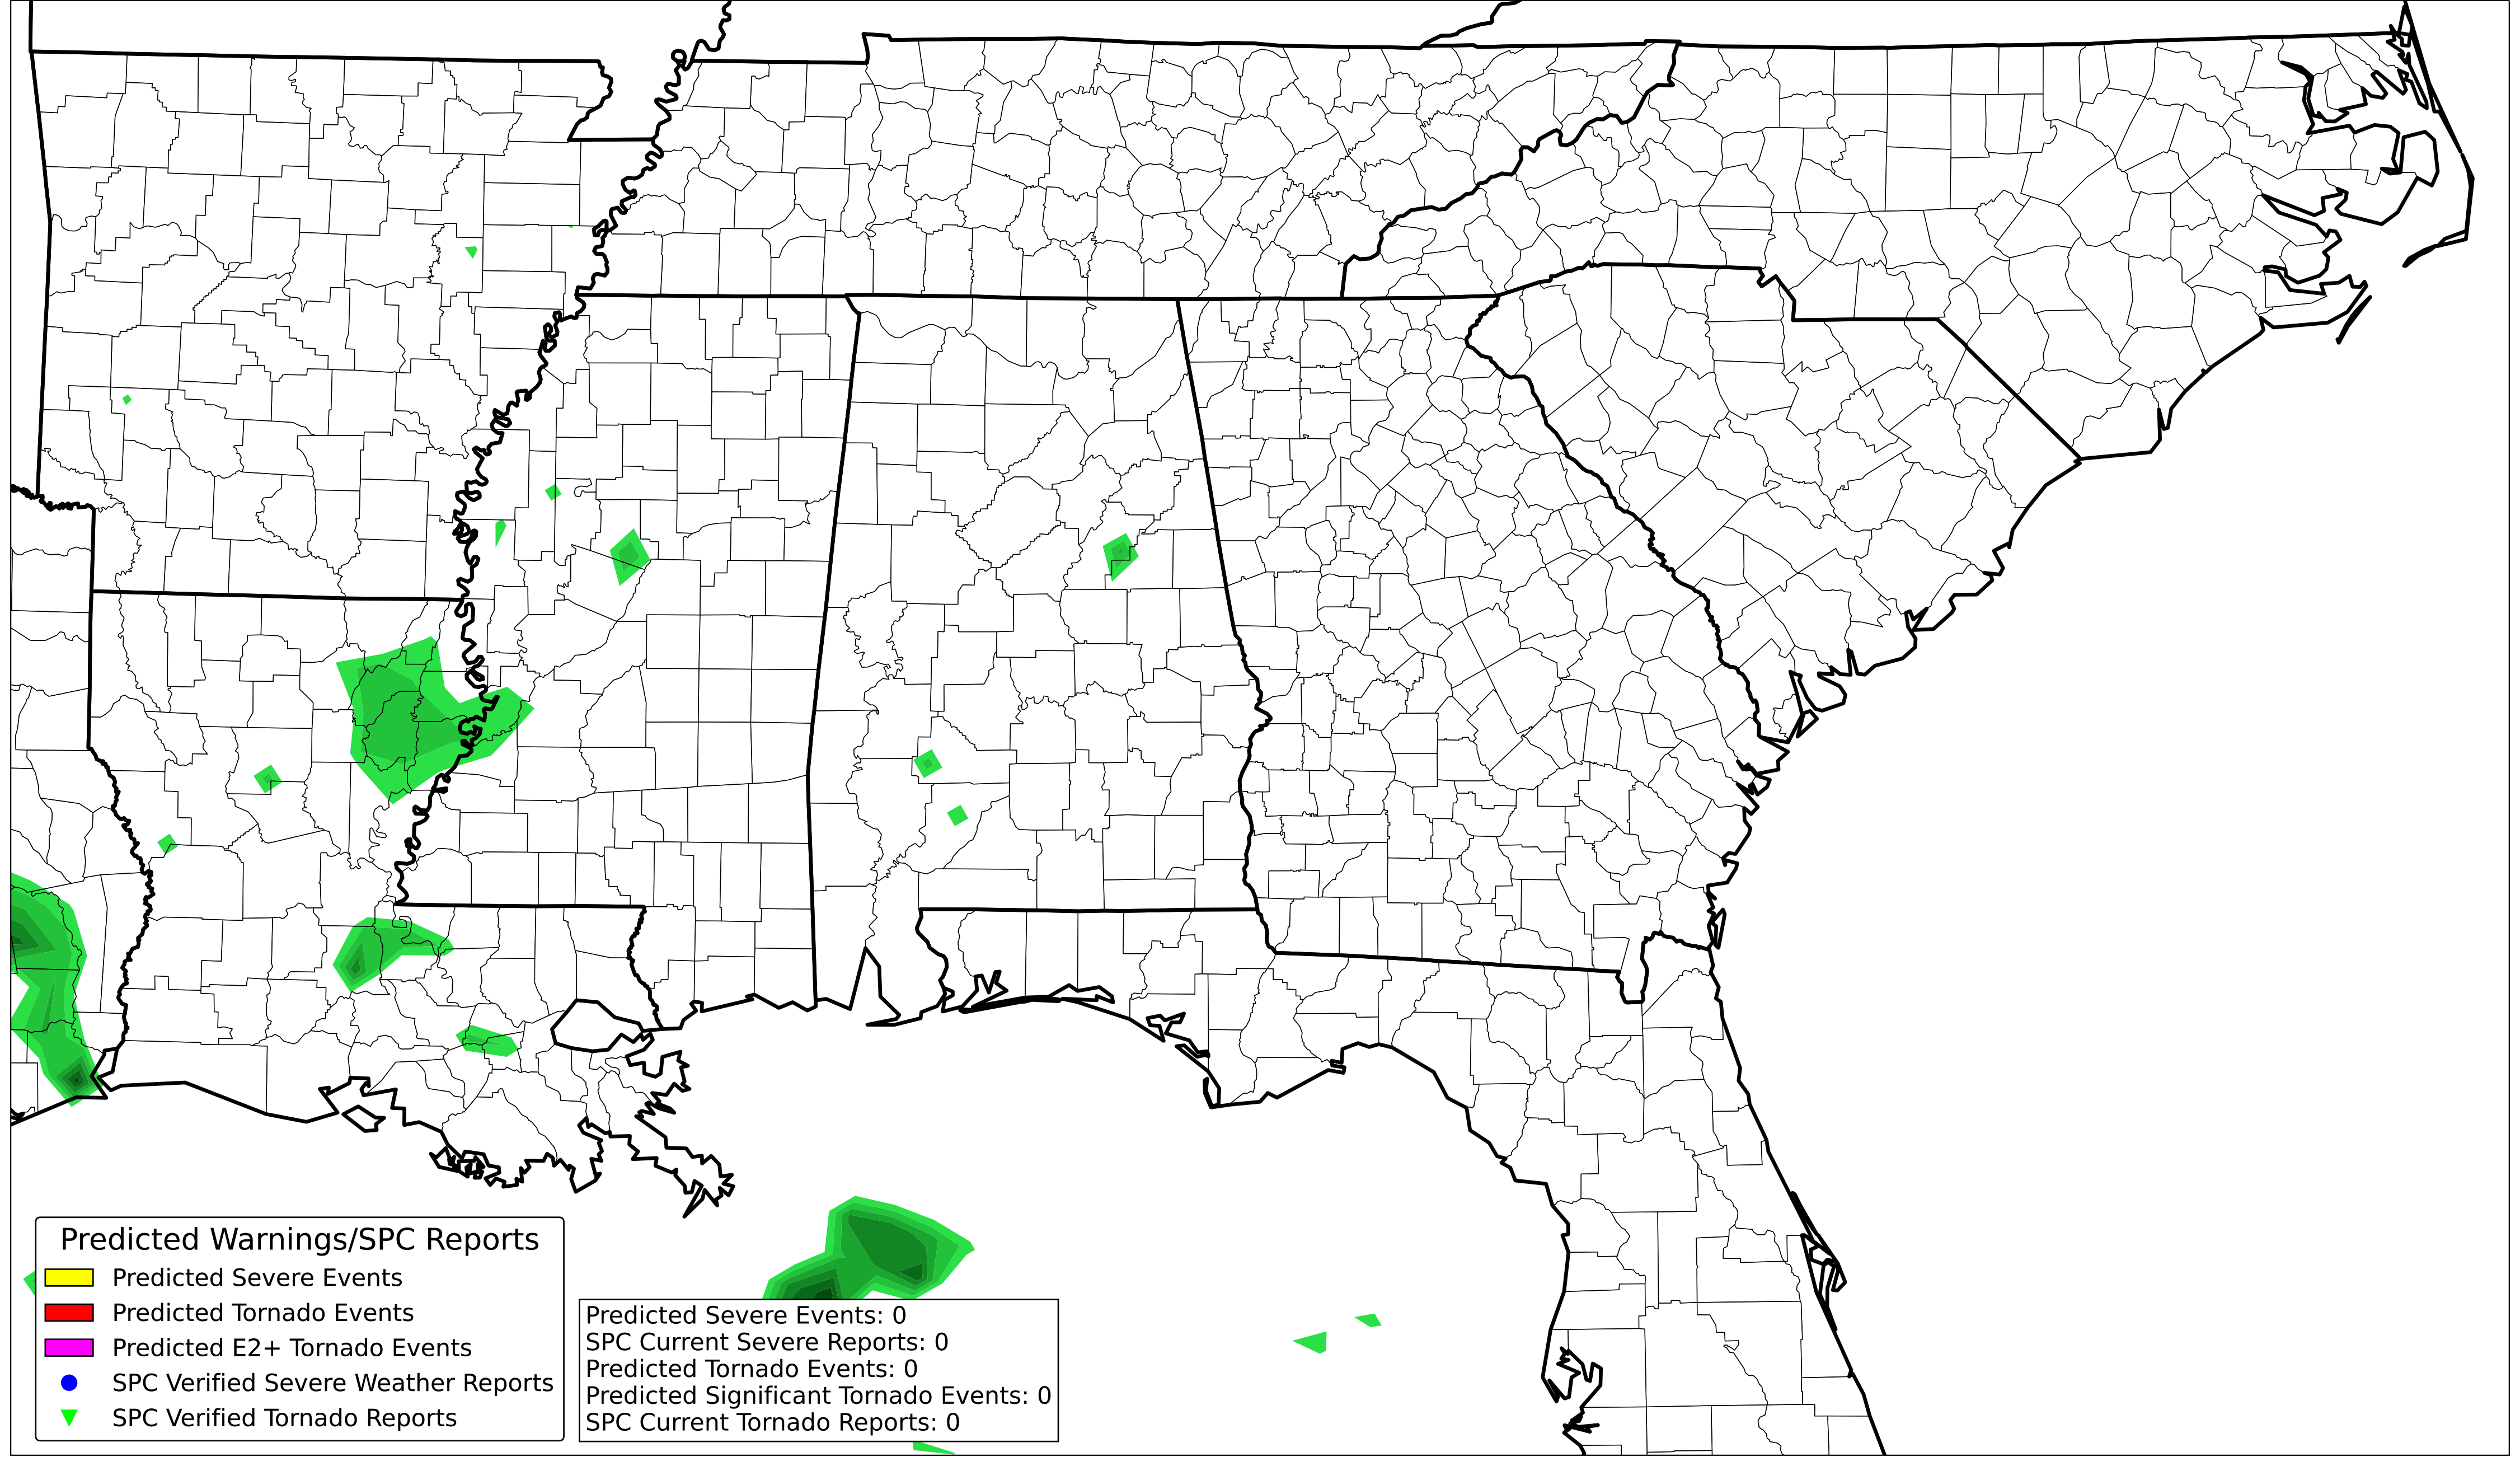 Predicted Warnings/SPC Reports
Predicted Severe Events
Predicted Tornado Events
Predicted E2+ Tornado Events
SPC Verified Severe Weather Reports
SPC Verified Tornado Reports
Predicted Severe Events: 0
SPC Current Severe Reports: 0
Predicted Tornado Events: 0
Predicted Significant Tornado Events: 0
SPC Current Tornado Reports: 0